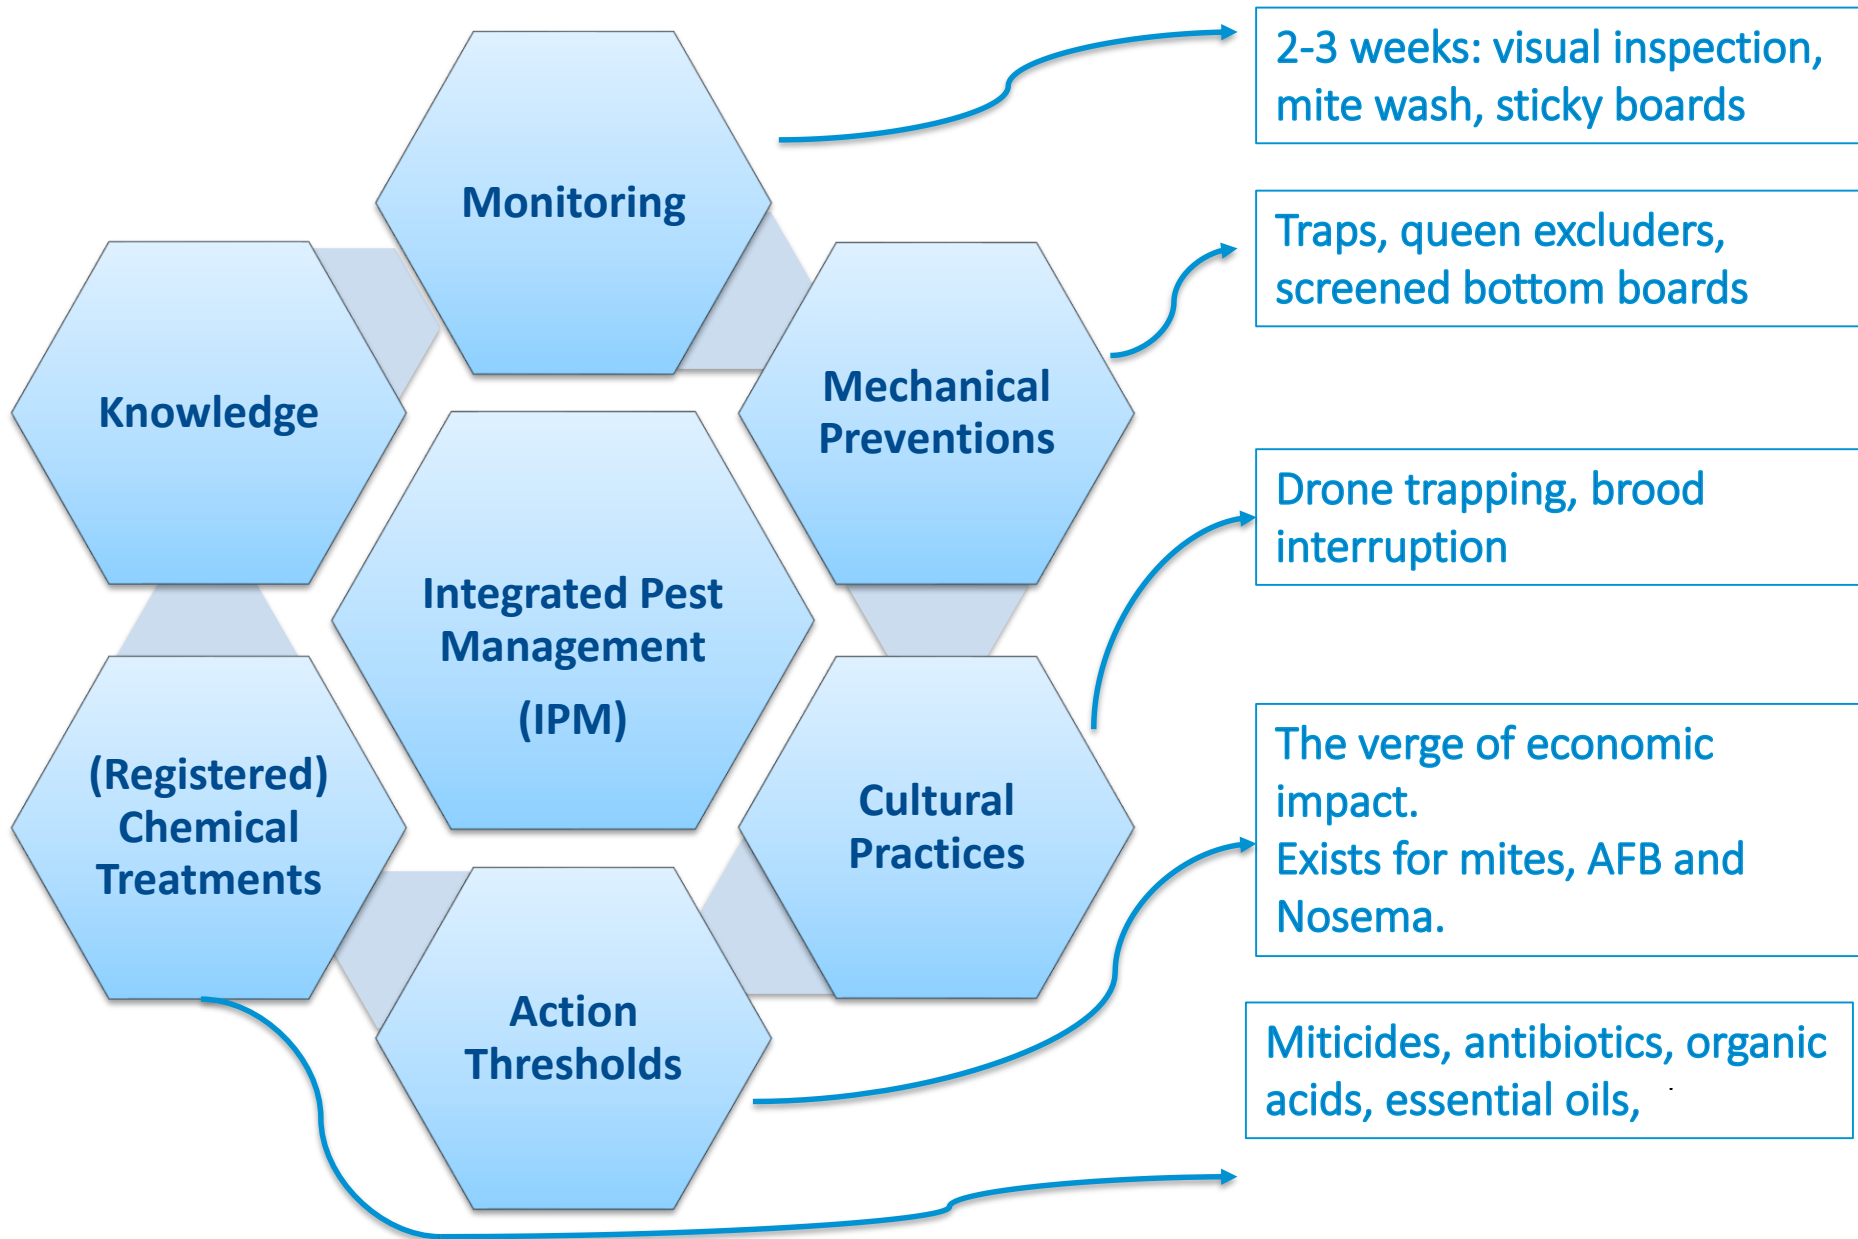 Monitoring
2-3 weeks: visual inspection,
mite wash, sticky boards
Knowledge
Mechanical
Preventions
Traps, queen excluders,
screened bottom boards
Integrated Pest
Management
(IPM)
Drone trapping, brood
interruption
(Registered)
Chemical
Treatments
Cultural
Practices
The verge of economic
impact.
Exists for mites, AFB and
Nosema.
Action
Thresholds
Miticides, antibiotics, organic
acids, essential oils,